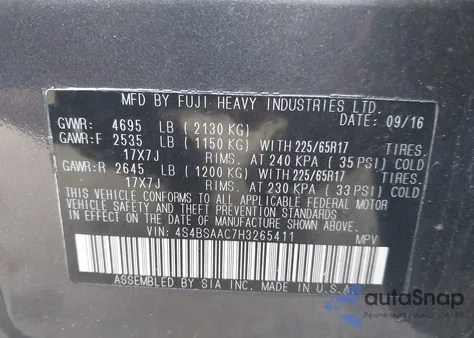 MFD BY FUJI HEAVY INDUSTRIES LTD.
DATE: 09/16
GVWR: 4695 LB ( 2130 KG)
GAWR:F 2535 LB ( 1150 KG) WITH 225/65R17 TIRES.
17X7J RIMS. AT 240 KPA ( 35 PSI) COLD
GAWR:R 2645 LB ( 1200 KG) WITH 225/65R17 TIRES.
17X7J RIMS. AT 230 KPA ( 33 PSI) COLD
THIS VEHICLE CONFORMS TO ALL APPLICABLE FEDERAL MOTOR
VEHICLE SAFETY, THEFT PREVENTION AND BUMPER STANDARDS
IN EFFECT ON THE DATE OF MANUFACTURE SHOWN ABOVE.
VIN: 4S4BSAAC7H3265411 MPV
ASSEMBLED BY SIA INC. MADE IN U.S.A.
autoSnap